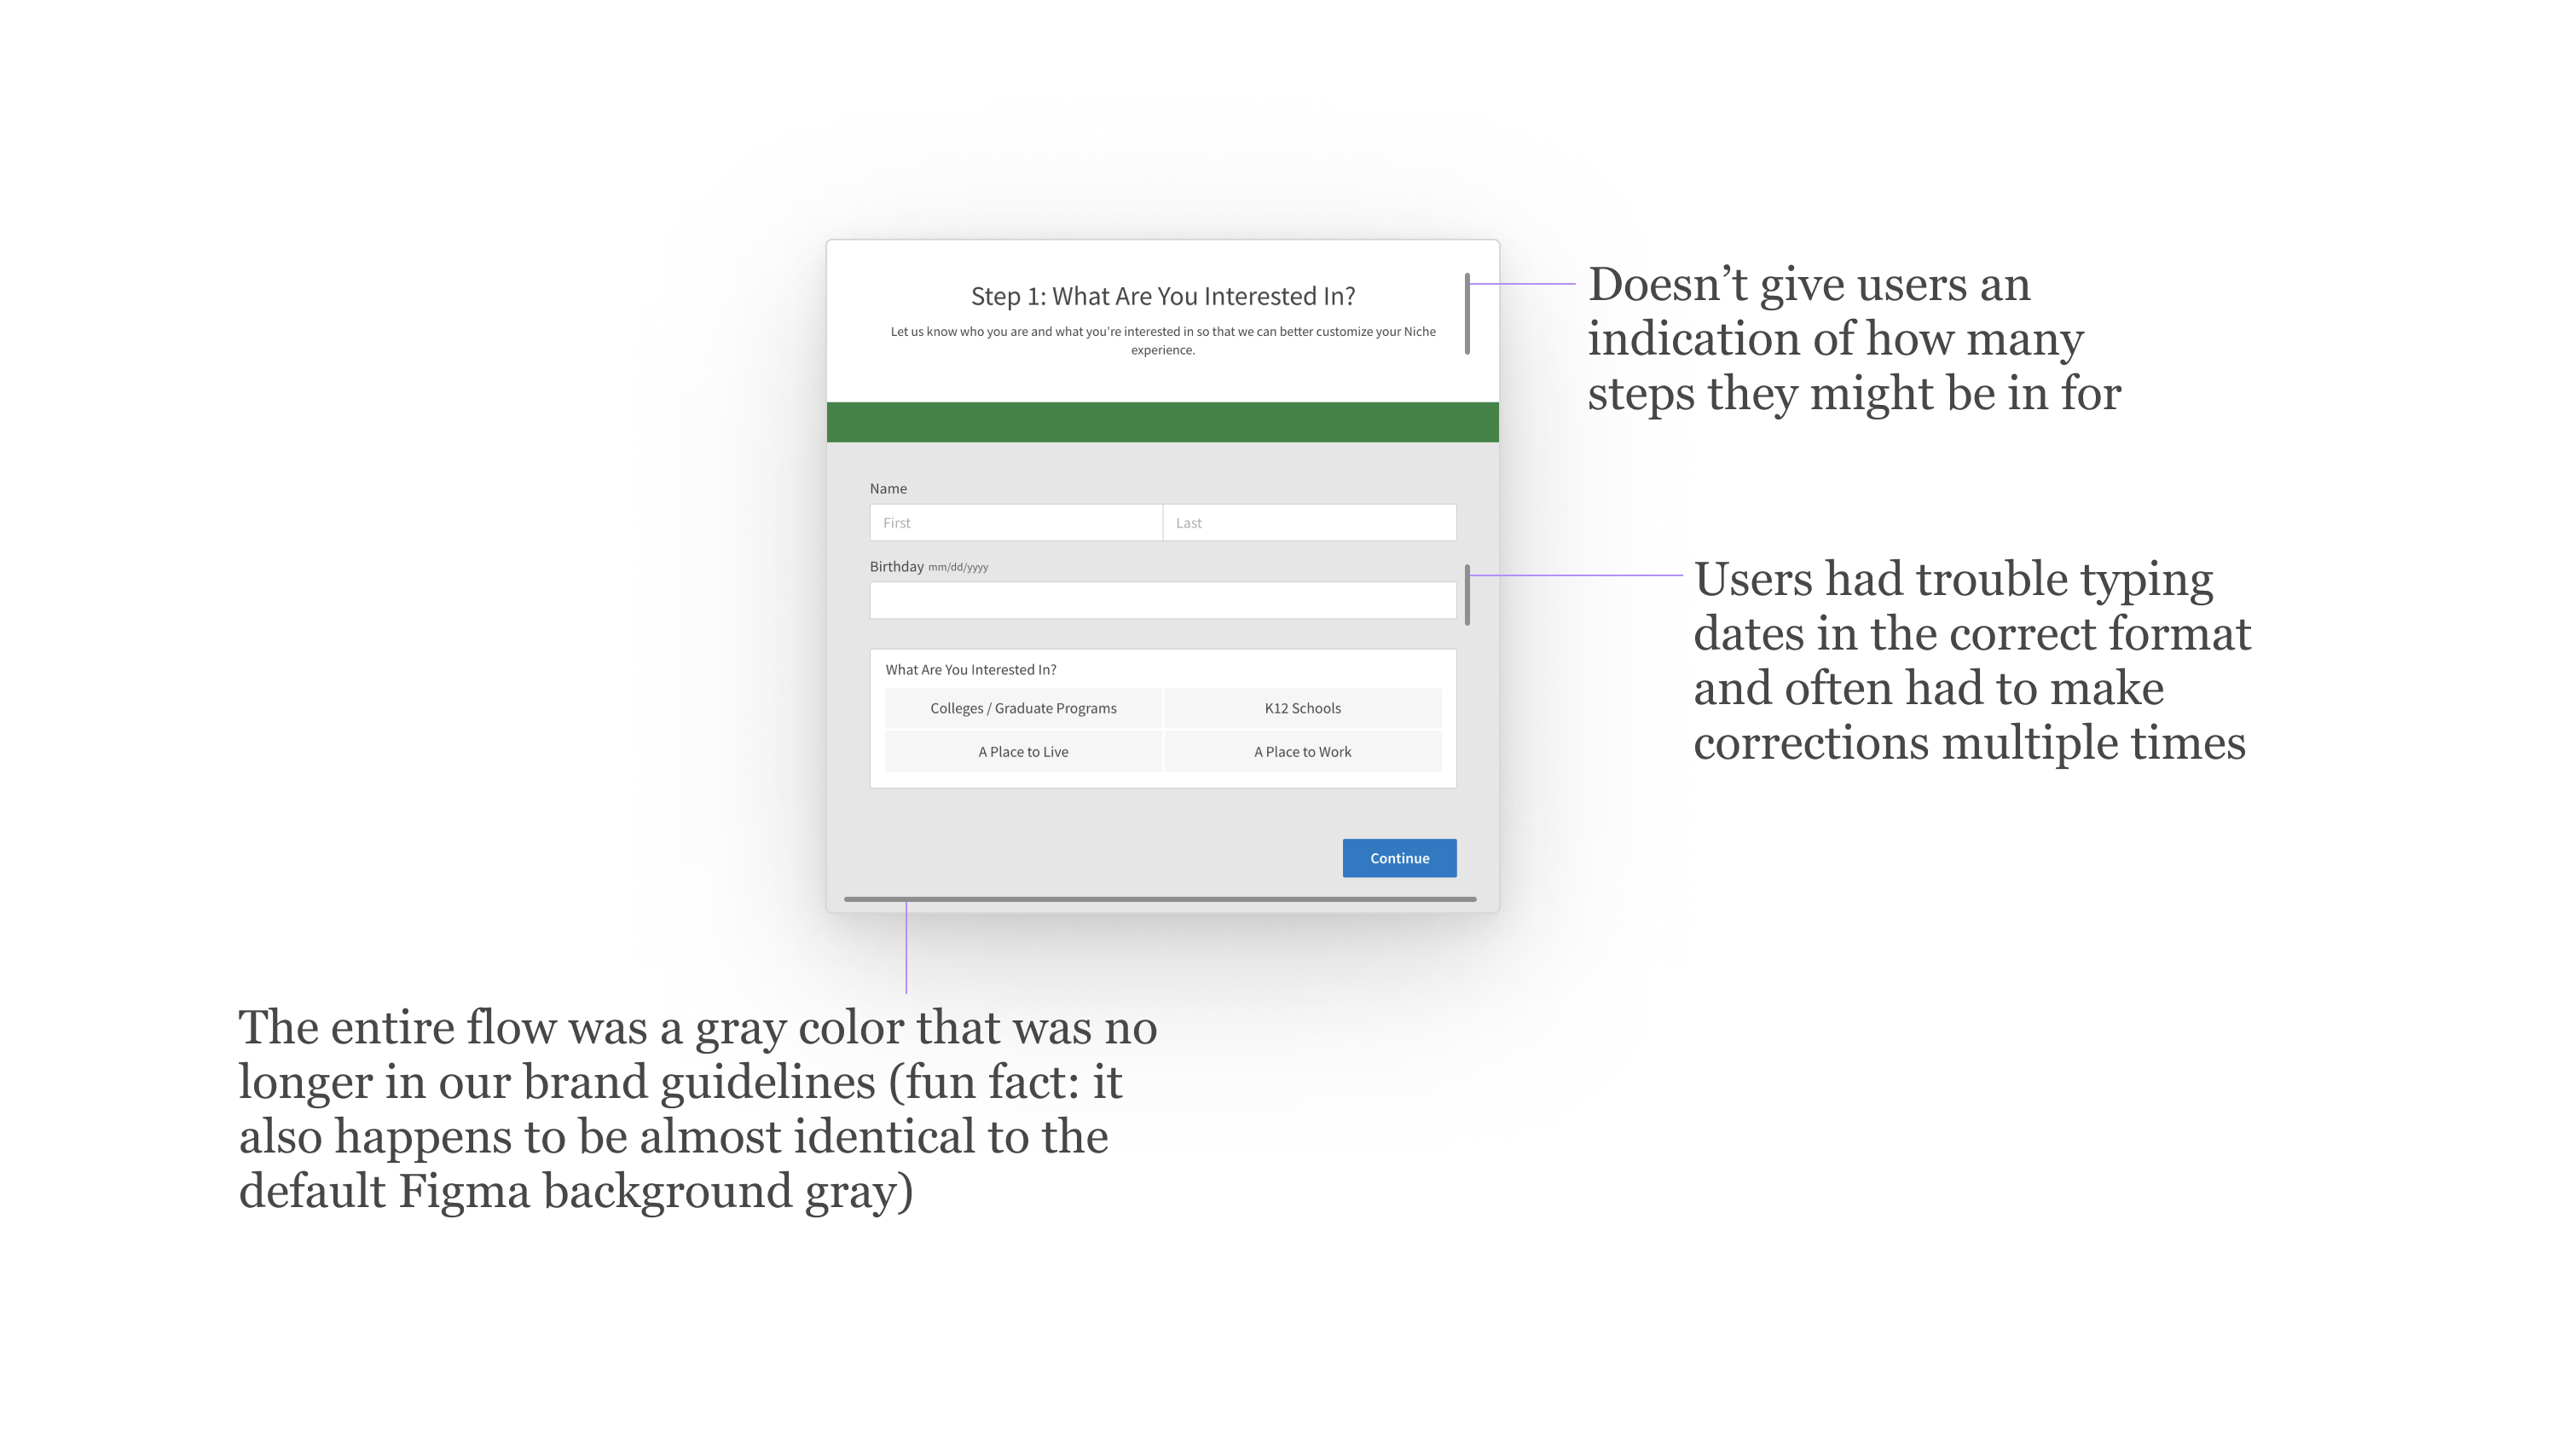 Step 1: What Are You Interested In?
Let us know who you are and what you're interested in so that we can better customize your Niche
experience.
Doesn’t give users an
indication of how many
steps they might be in for
Name
First Last
Birthday mm/dd/yyyy
Users had trouble typing
dates in the correct format
and often had to make
corrections multiple times
What Are You Interested In?
Colleges / Graduate Programs K12 Schools
A Place to Live A Place to Work
Continue
The entire flow was a gray color that was no
longer in our brand guidelines (fun fact: it
also happens to be almost identical to the
default Figma background gray)